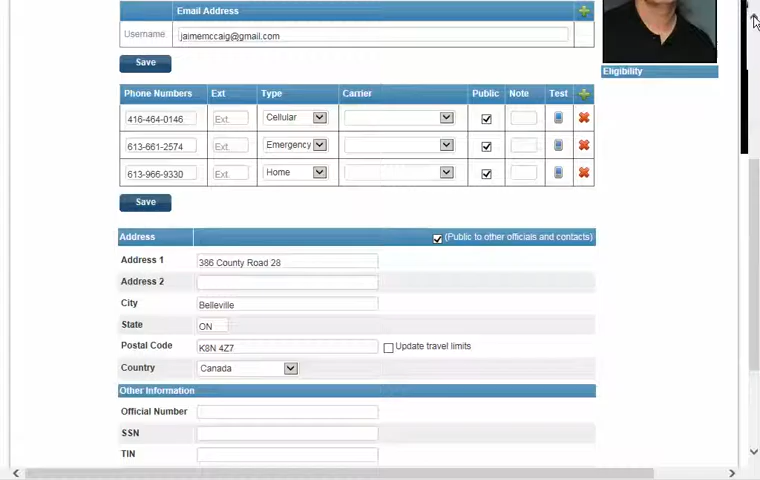 Email Address
Username jaimemccaig@gmail.com
Save
Eligibility
Phone Numbers Ext Type Carrier Public Note Test
416-464-0146 Ext. Cellular
613-661-2574 Ext. Emergency
613-966-9330 Ext. Home
Save
Address (Public to other officials and contacts)
Address 1 386 County Road 28
Address 2
City Belleville
State ON
Postal Code K8N 4Z7 Update travel limits
Country Canada
Other Information
Official Number
SSN
TIN